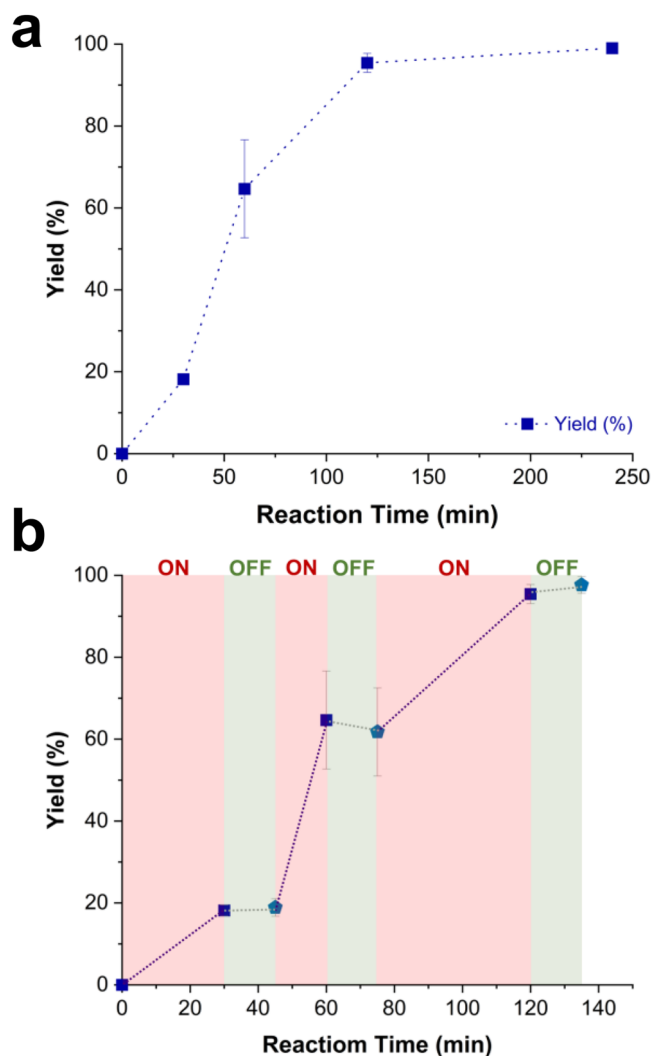 a
100
80
60
40
20
0
Yield (%)
Yield (%)
0 50 100 150 200 250
Reaction Time (min)
b
ON OFF ON OFF ON OFF
100
80
60
40
20
0
Yield (%)
0 20 40 60 80 100 120 140
Reactiom Time (min)